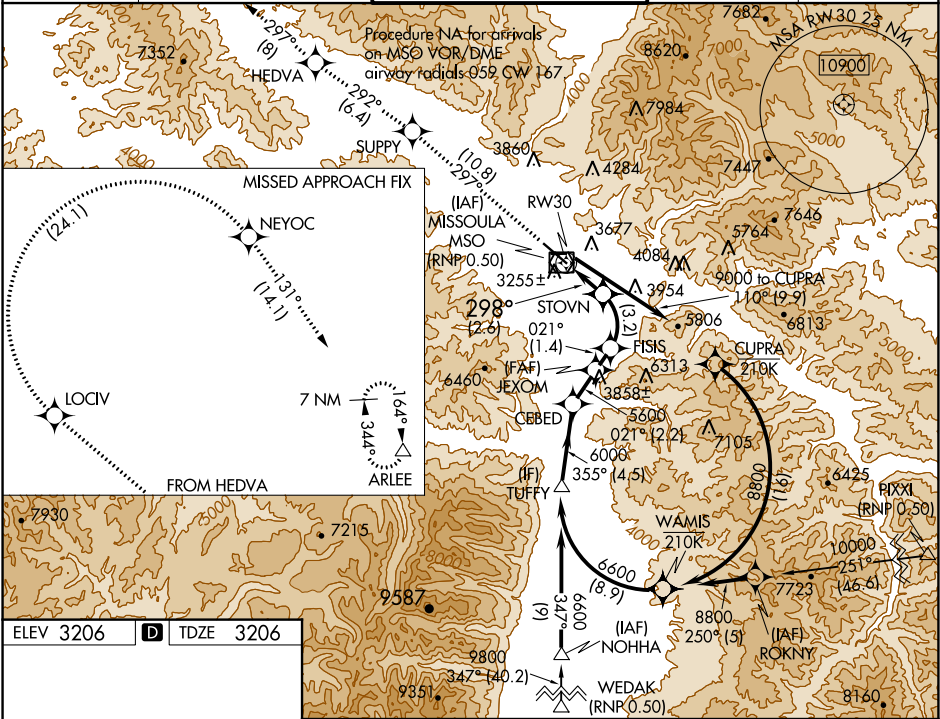 297°
(8)
HEDVA
7352
Procedure NA for arrivals
on MSO VOR/DME
airway radials 059 CW 167.
7682
8620
7000
MSA RW30 25 NM
10900
292°
(6.4)
SUPPY
7984
5000
4000
3860
4284
7447
(10.8)
297°
MISSED APPROACH FIX
(24.1)
NEYOC
131°
(14.1)
LOCIV
7 NM
164°
344°
ARLEE
FROM HEDVA
(IAF)
MISSOULA
MSO
(RNP 0.50)
RW30
3677
7646
5764
4084
3255±
3954
9000 to CUPRA
110° (9.9)
STOVN
298°
(2.6)
(3.2)
5806
6813
021°
(1.4)
FISIS
CUPRA
210K
5000
(FAF)
JEXOM
6460
6313
3858±
CEBED
5600
021° (2.2)
7105
6000
355° (4.5)
(IF)
TUFFY
8800
(16)
6425
PIXXI
(RNP 0.50)
4000
WAMIS
210K
10000
251°
(46.6)
7930
5000
7215
6600
(8.9)
7723
9587
8800
250° (5)
(IAF)
ROKNY
6600
347°
(9)
(IAF)
NOHHA
ELEV 3206 D TDZE 3206
9800
347° (40.2)
WEDAK
(RNP 0.50)
9351
8160